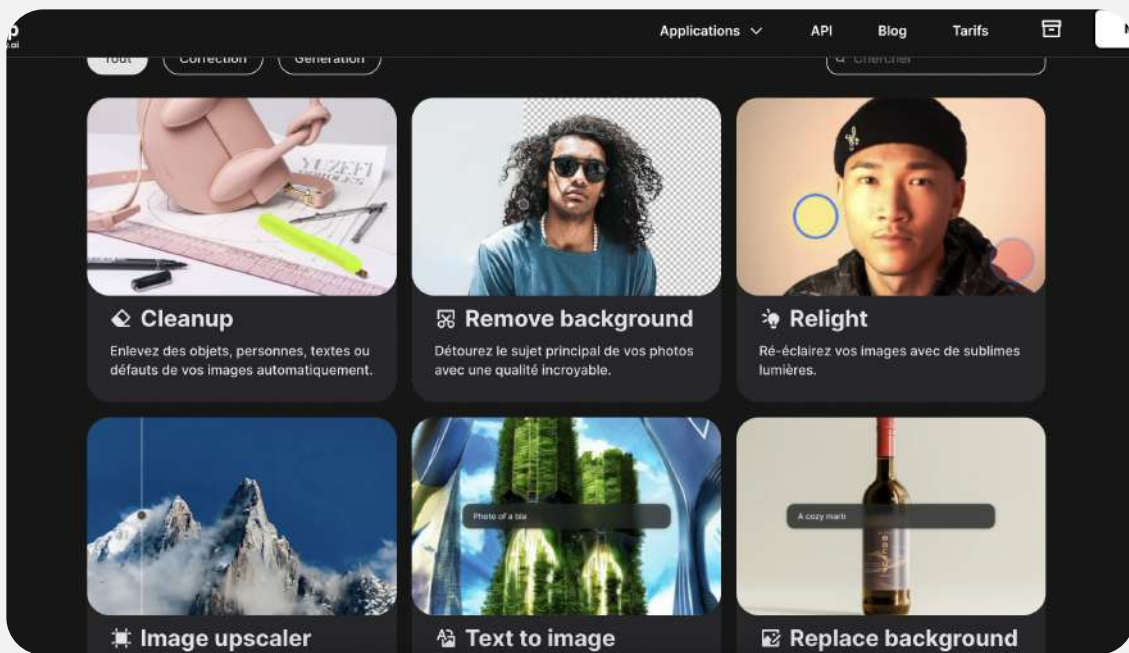 Applications API Blog Tarifs
Tout Correction Génération
Chercher
YUZEFI
Cleanup
Enlevez des objets, personnes, textes ou
défauts de vos images automatiquement.
Remove background
Détourez le sujet principal de vos photos
avec une qualité incroyable.
Relight
Ré-éclairez vos images avec de sublimes
lumières.
Photo of a bla
A cozy marb
Image upscaler
Text to image
Replace background